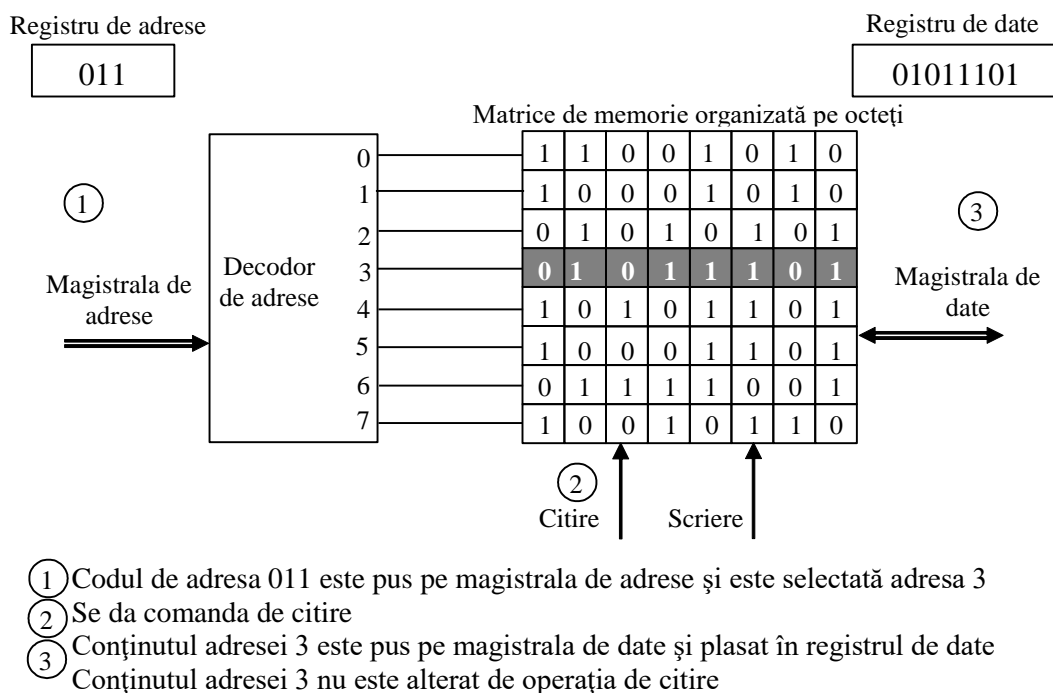 Registru de adrese
Registru de date
011
01011101
Matrice de memorie organizată pe octeți
0 1 1 0 0 1 0 1 0
1 1 0 0 0 1 0 1 0
2 0 1 0 1 0 1 0 1
3 0 1 0 1 1 1 0 1
4 1 0 1 0 1 1 0 1
5 1 0 0 0 1 1 0 1
6 0 1 1 1 1 0 0 1
7 1 0 0 1 0 1 1 0
1
Magistrala de
adrese
Decodor
de adrese
3
Magistrala de
date
2
Citire
Scriere
1 Codul de adresa 011 este pus pe magistrala de adrese şi este selectată adresa 3
2 Se da comanda de citire
3 Conţinutul adresei 3 este pus pe magistrala de date şi plasat în registrul de date
Conţinutul adresei 3 nu este alterat de operaţia de citire